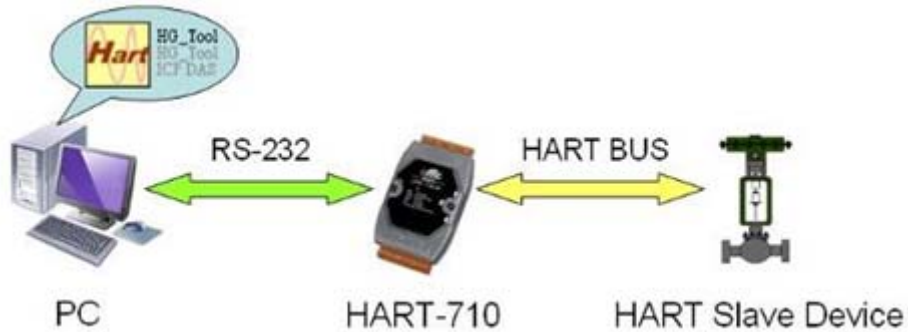 Hart
HG_Tool
HG_Tool
ICP DAS
RS-232
HART BUS
PC
HART-710
HART Slave Device